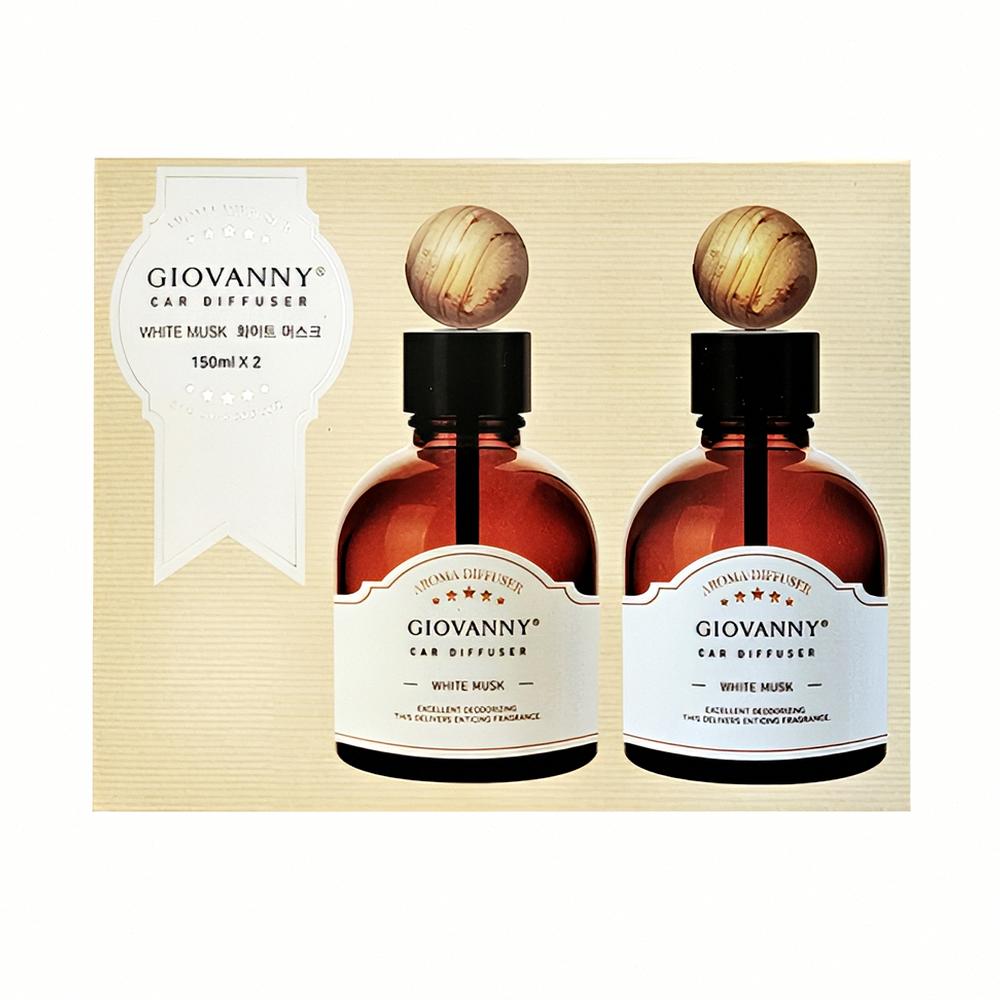 AROMA DIFFUSER
GIOVANNY®
CAR DIFFUSER
WHITE MUSK 화이트 머스크
150ml X 2
AROMA DIFFUSER
GIOVANNY®
CAR DIFFUSER
WHITE MUSK
EXCELLENT DEODORIZING
THIS DELIVERS ENTICING FRAGRANCE.
AROMA DIFFUSER
GIOVANNY®
CAR DIFFUSER
WHITE MUSK
EXCELLENT DEODORIZING
THIS DELIVERS ENTICING FRAGRANCE.